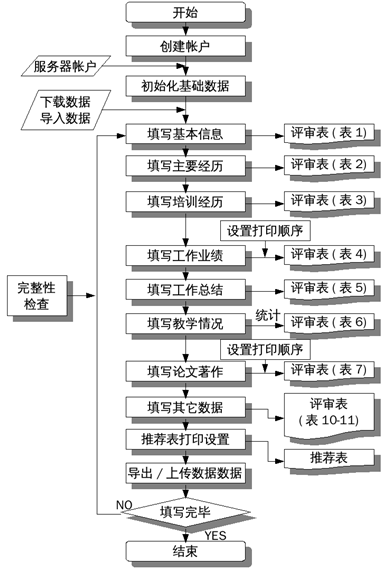 开始
创建帐户
服务器帐户
初始化基础数据
下载数据
导入数据
填写基本信息
评审表(表 1)
填写主要经历
评审表(表 2)
填写培训经历
评审表(表 3)
设置打印顺序
填写工作业绩
评审表(表 4)
完整性
检查
填写工作总结
评审表(表 5)
统计
填写教学情况
评审表(表 6)
设置打印顺序
填写论文著作
评审表(表 7)
填写其它数据
评审表
(表 10-11)
推荐表打印设置
推荐表
导出/上传数据数据
NO
填写完毕
YES
结束